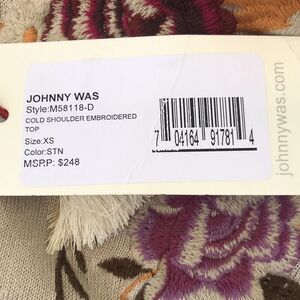 JOHNNY WAS
Style:M58118-D
COLD SHOULDER EMBROIDERED
TOP
Size:XS
Color:STN
MSRP: $248
7 04164 91781 4
johnnywas.com